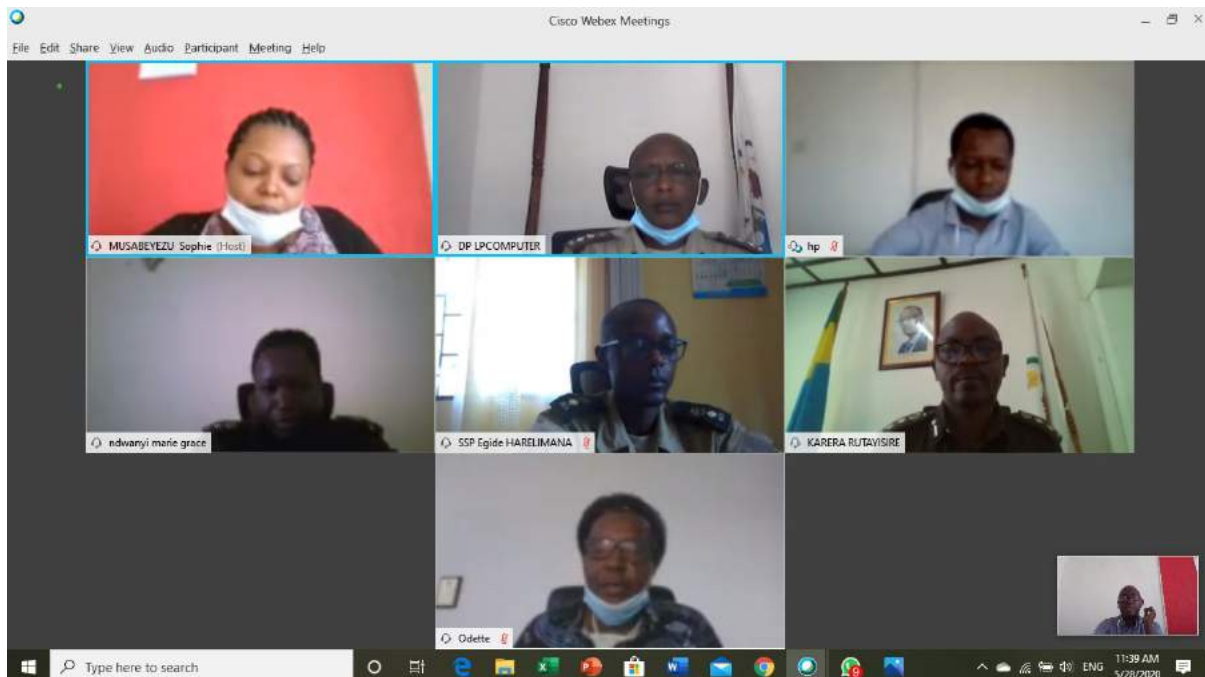 Cisco Webex Meetings
File Edit Share View Audio Participant Meeting Help
MUSABEYEZU Sophie (Host)
DP LPCOMPUTER
hp
ndwanyi marie grace
SSP Egide HARELIMANA
KARERA RUTAYISIRE
Odette
Type here to search
9
ENG
11:39 AM
5/28/2020